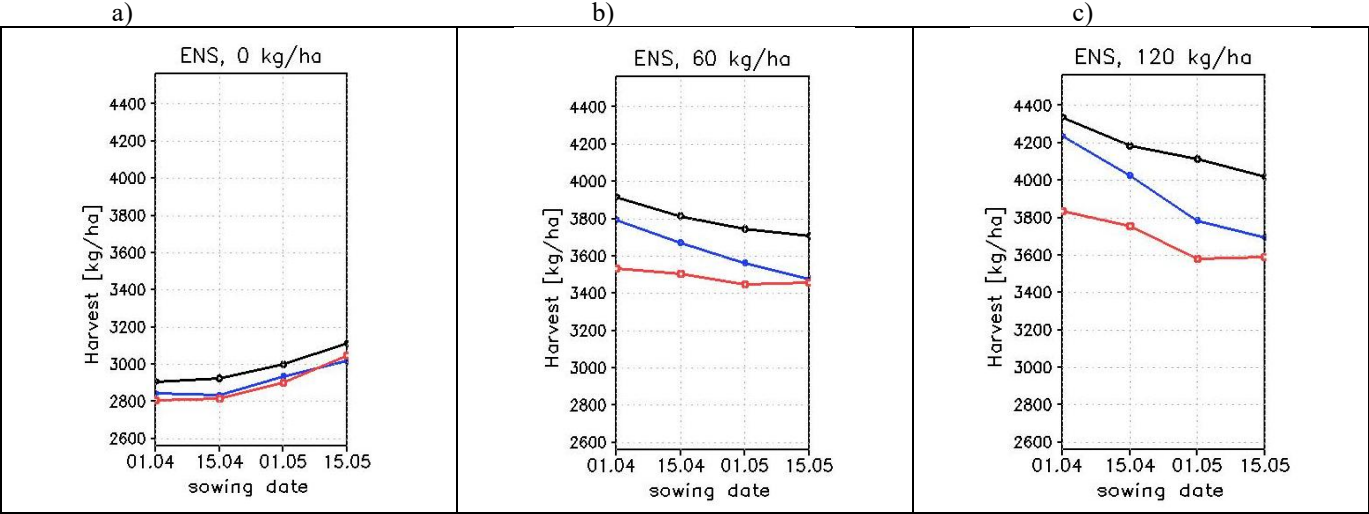 a)
b)
c)
ENS, 0 kg/ha
4400
4200
4000
3800
3600
3400
3200
3000
2800
2600
Harvest [kg/ha]
01.04 15.04 01.05 15.05
sowing date
ENS, 60 kg/ha
4400
4200
4000
3800
3600
3400
3200
3000
2800
2600
Harvest [kg/ha]
01.04 15.04 01.05 15.05
sowing date
ENS, 120 kg/ha
4400
4200
4000
3800
3600
3400
3200
3000
2800
2600
Harvest [kg/ha]
01.04 15.04 01.05 15.05
sowing date